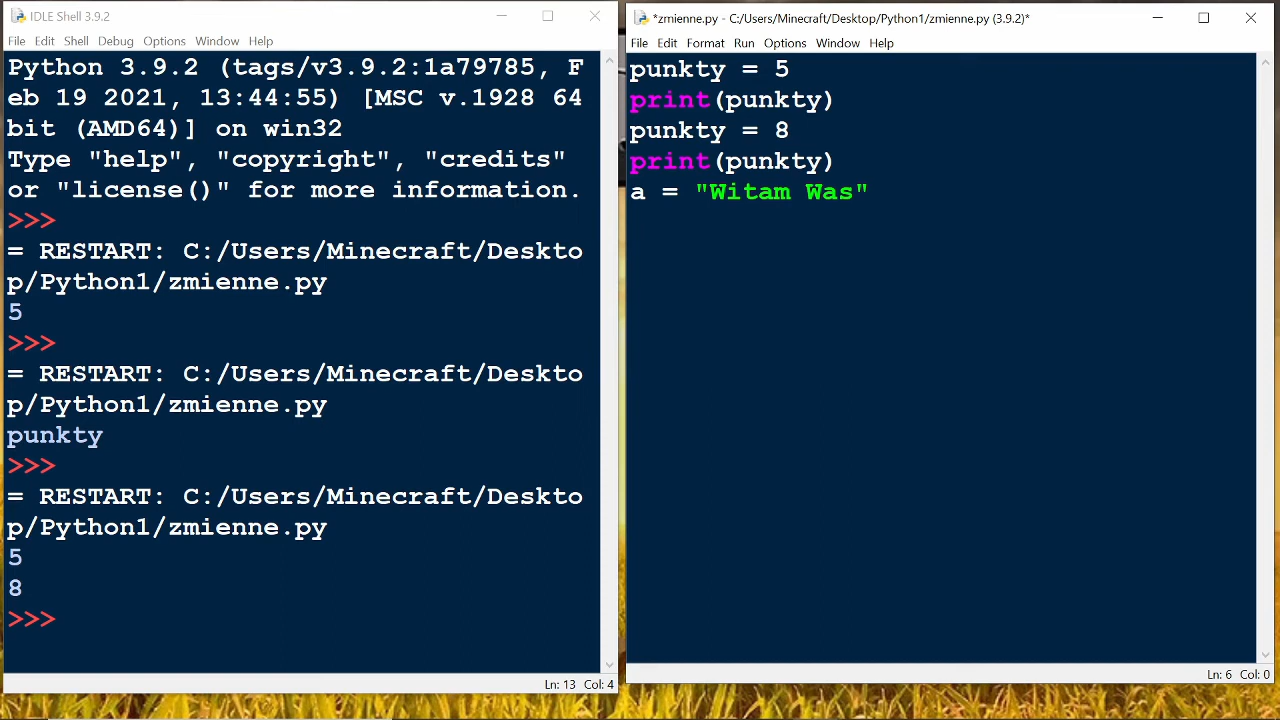 IDLE Shell 3.9.2
File Edit Shell Debug Options Window Help
Python 3.9.2 (tags/v3.9.2:1a79785, F
eb 19 2021, 13:44:55) [MSC v.1928 64
bit (AMD64)] on win32
Type "help", "copyright", "credits"
or "license()" for more information.
>>>
= RESTART: C:/Users/Minecraft/Deskto
p/Python1/zmienne.py
5
>>>
= RESTART: C:/Users/Minecraft/Deskto
p/Python1/zmienne.py
punkty
>>>
= RESTART: C:/Users/Minecraft/Deskto
p/Python1/zmienne.py
5
8
>>>
Ln: 13 Col: 4
*zmienne.py - C:/Users/Minecraft/Desktop/Python1/zmienne.py (3.9.2)*
File Edit Format Run Options Window Help
punkty = 5
print(punkty)
punkty = 8
print(punkty)
a = "Witam Was"
Ln: 6 Col: 0